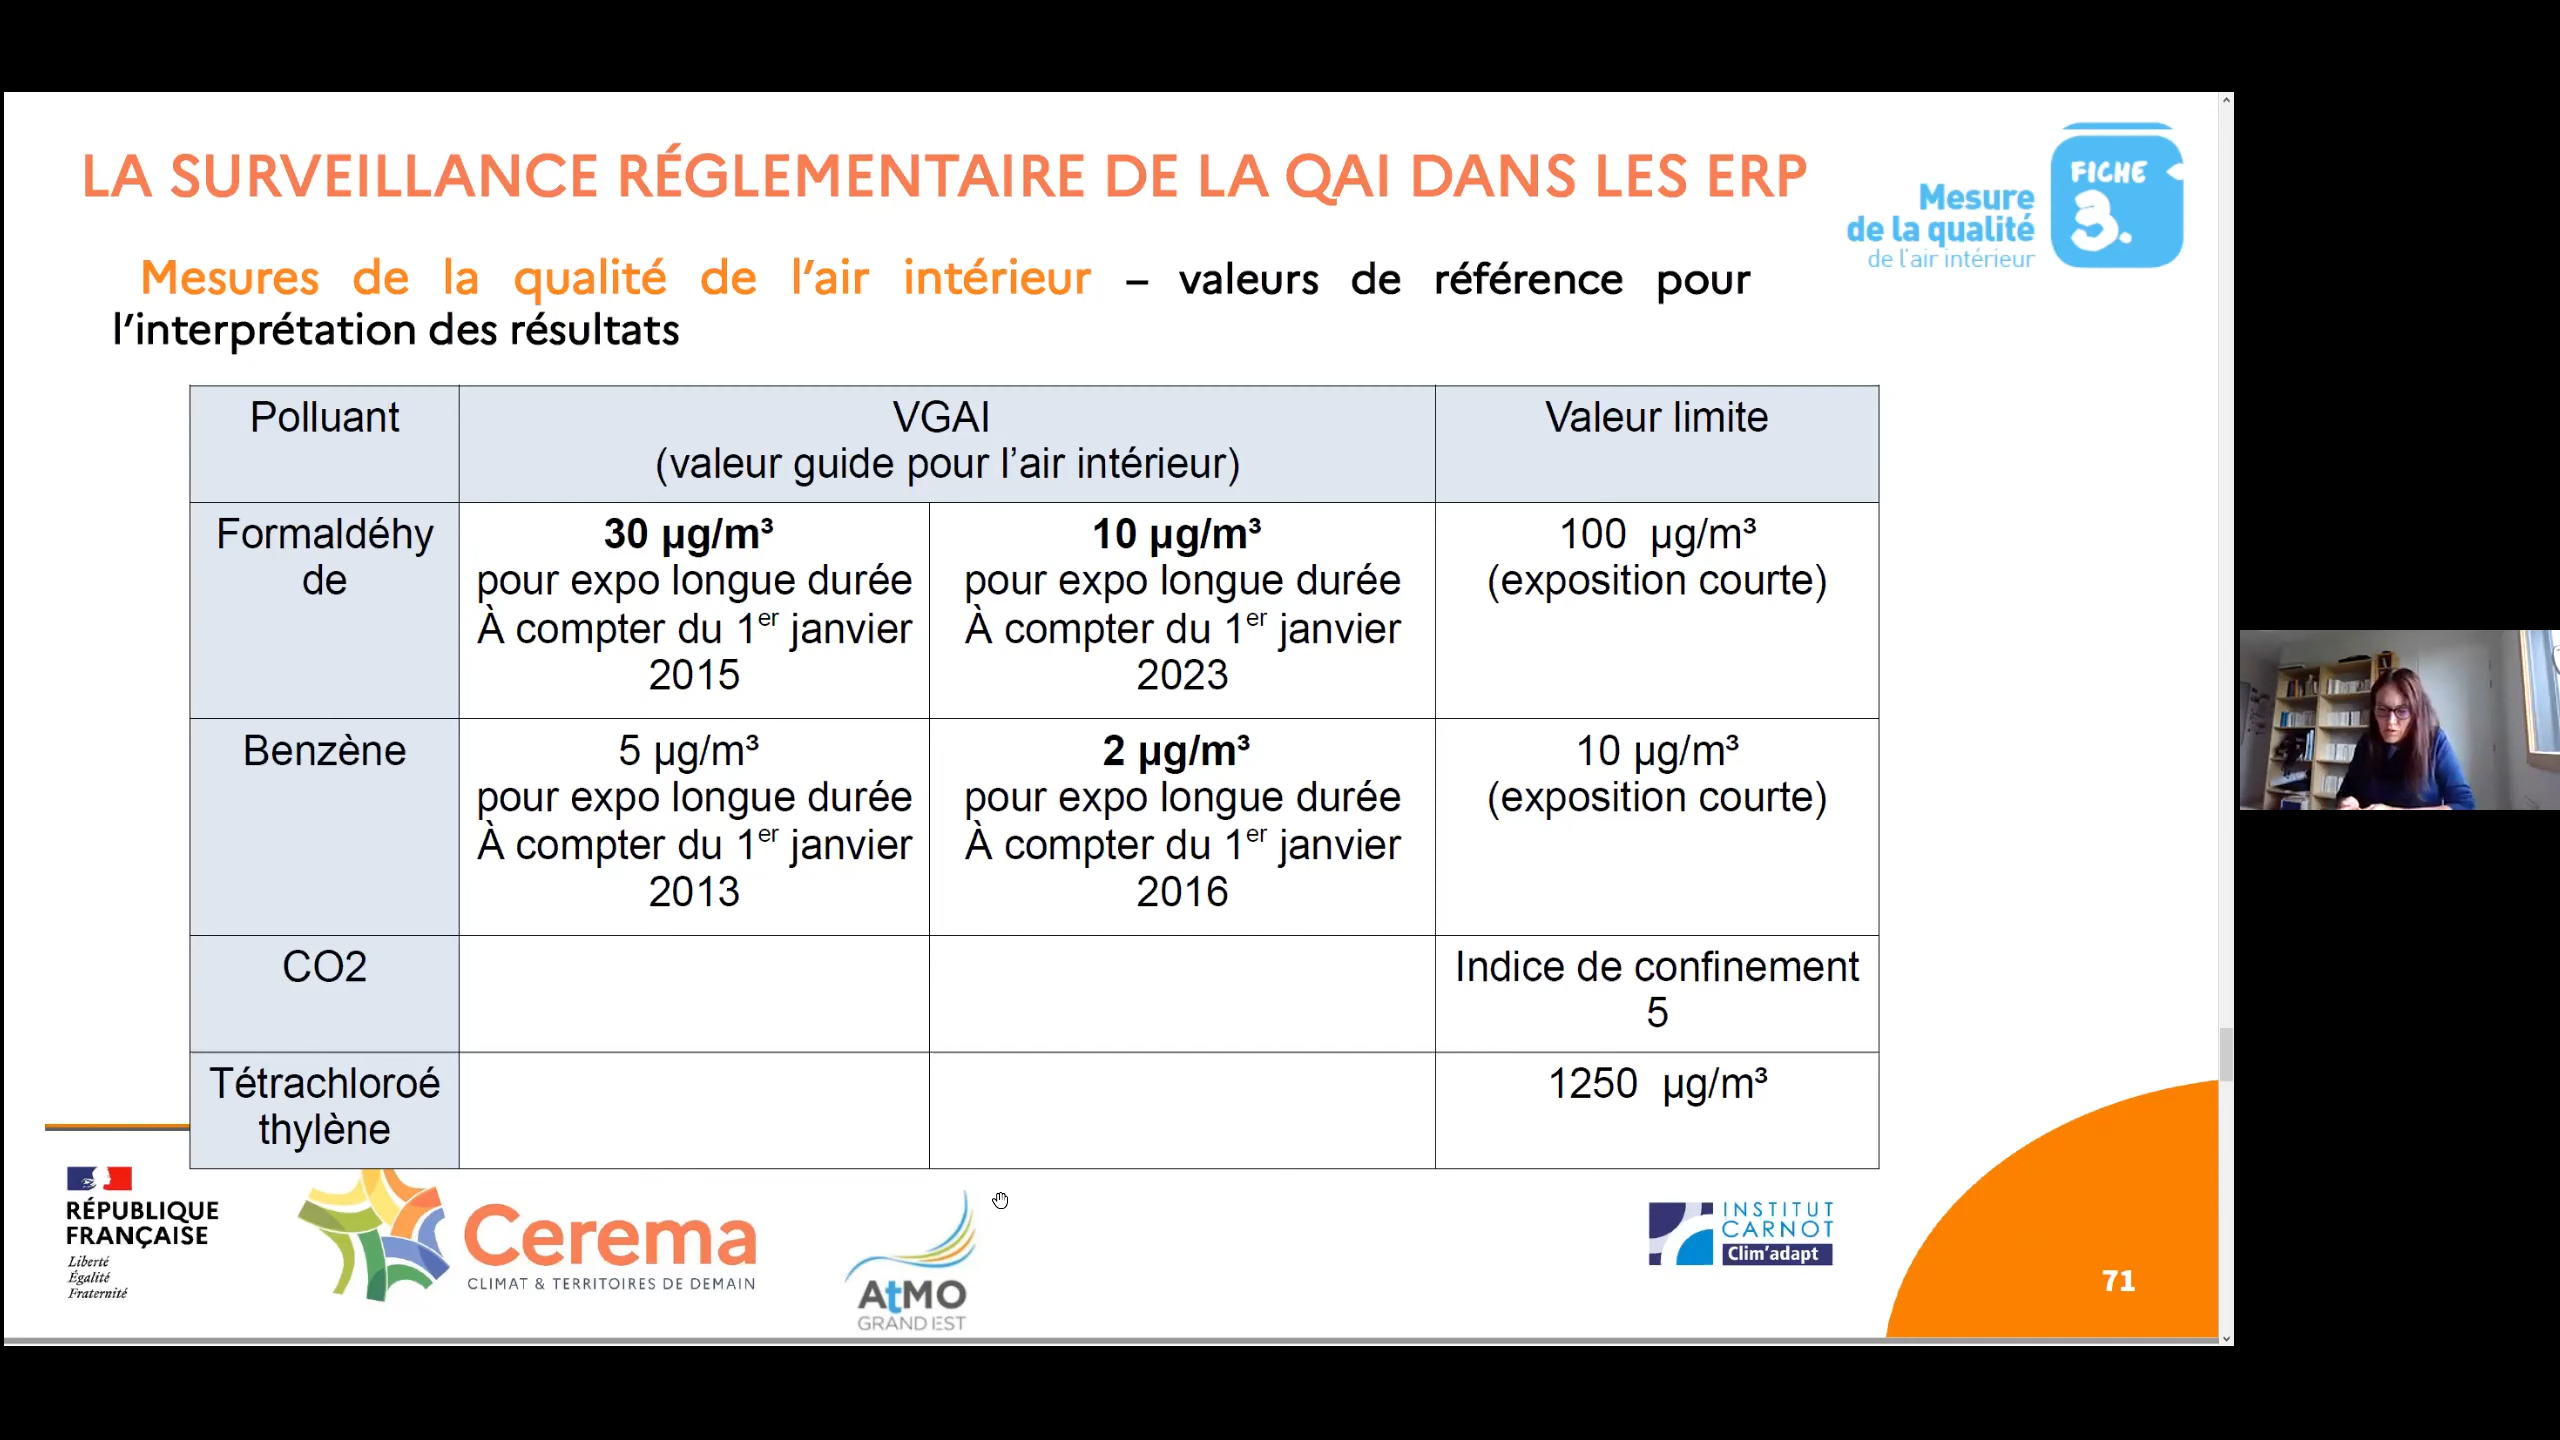 LA SURVEILLANCE RÉGLEMENTAIRE DE LA QAI DANS LES ERP
Mesure
de la qualité
de l'air intérieur
FICHE
3.
Mesures de la qualité de l'air intérieur – valeurs de référence pour
l'interprétation des résultats
Polluant
VGAI
(valeur guide pour l'air intérieur)
Valeur limite
Formaldéhy
de
30 µg/m³
pour expo longue durée
À compter du 1er janvier
2015
10 µg/m³
pour expo longue durée
À compter du 1er janvier
2023
100 µg/m³
(exposition courte)
Benzène
5 µg/m³
pour expo longue durée
À compter du 1er janvier
2013
2 µg/m³
pour expo longue durée
À compter du 1er janvier
2016
10 µg/m³
(exposition courte)
CO2
Indice de confinement
5
Tétrachloroé
thylène
1250 µg/m³
RÉPUBLIQUE
FRANÇAISE
Liberté
Égalité
Fraternité
Cerema
CLIMAT & TERRITOIRES DE DEMAIN
AtMO
GRAND EST
INSTITUT
CARNOT
Clim'adapt
71